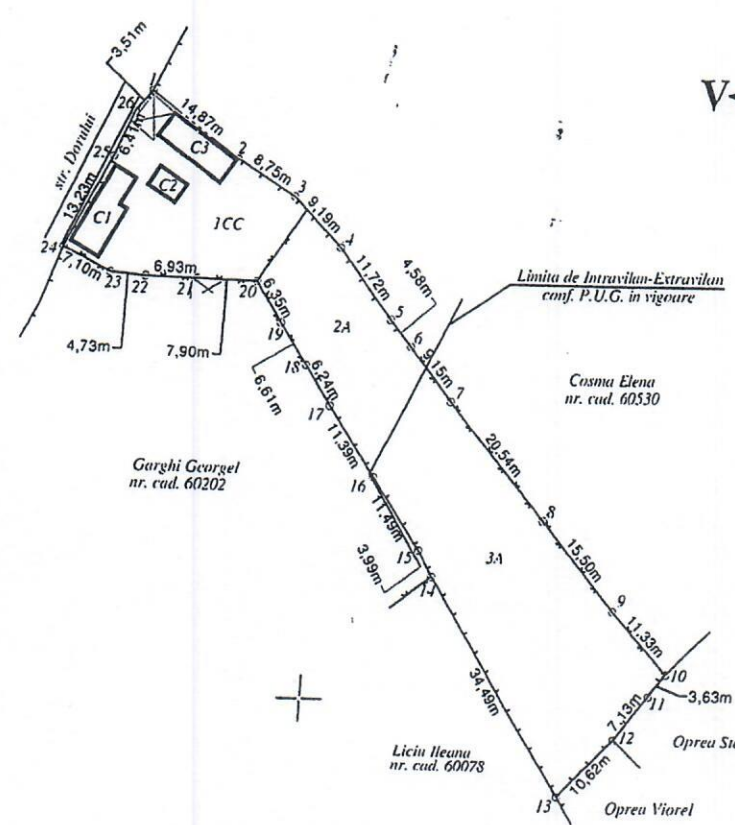 3,51m
V
26
14,87m
C3
2
str. Dorului
6,41m
25
8,75m
3
C2
13,23m
9,19m
C1
1CC
4
24
7,10m
6,93m
11,72m
4,58m
23
22
21
20
6,35m
2A
5
Limita de Intravilan-Extravilan
conf. P.U.G. in vigoare
19
6
4,73m
7,90m
18
6,24m
9,15m
7
Cosma Elena
nr. cad. 60530
6,61m
17
11,39m
20,54m
Garghi Georgel
nr. cad. 60202
16
11,49m
8
3A
15,50m
3,99m
15
14
9
11,33m
10
34,49m
11
3,63m
7,13m
12
Liciu Ileana
nr. cad. 60078
Oprea
10,62m
13
Oprea Viorel